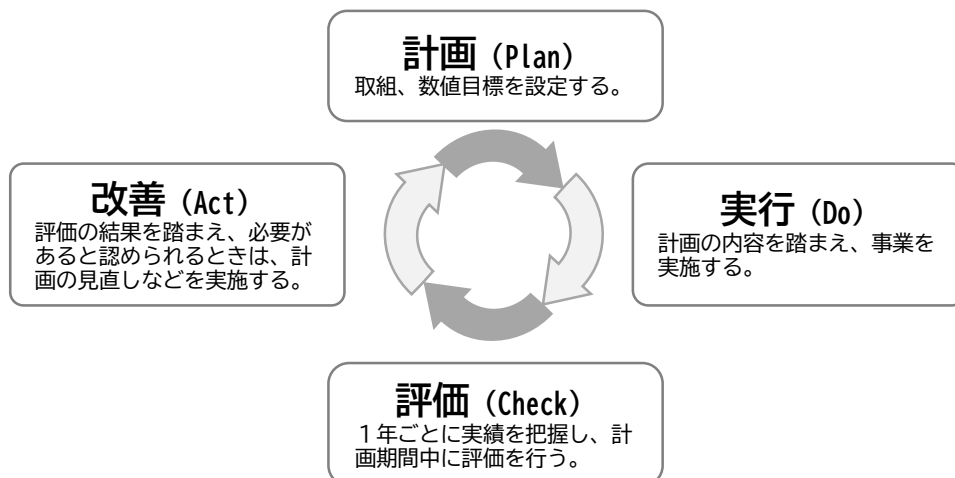 計画（Plan）
取組、数値目標を設定する。
改善（Act）
評価の結果を踏まえ、必要が
あると認められるときは、計
画の見直しなどを実施する。
実行（Do）
計画の内容を踏まえ、事業を
実施する。
評価（Check）
１年ごとに実績を把握し、計
画期間中に評価を行う。